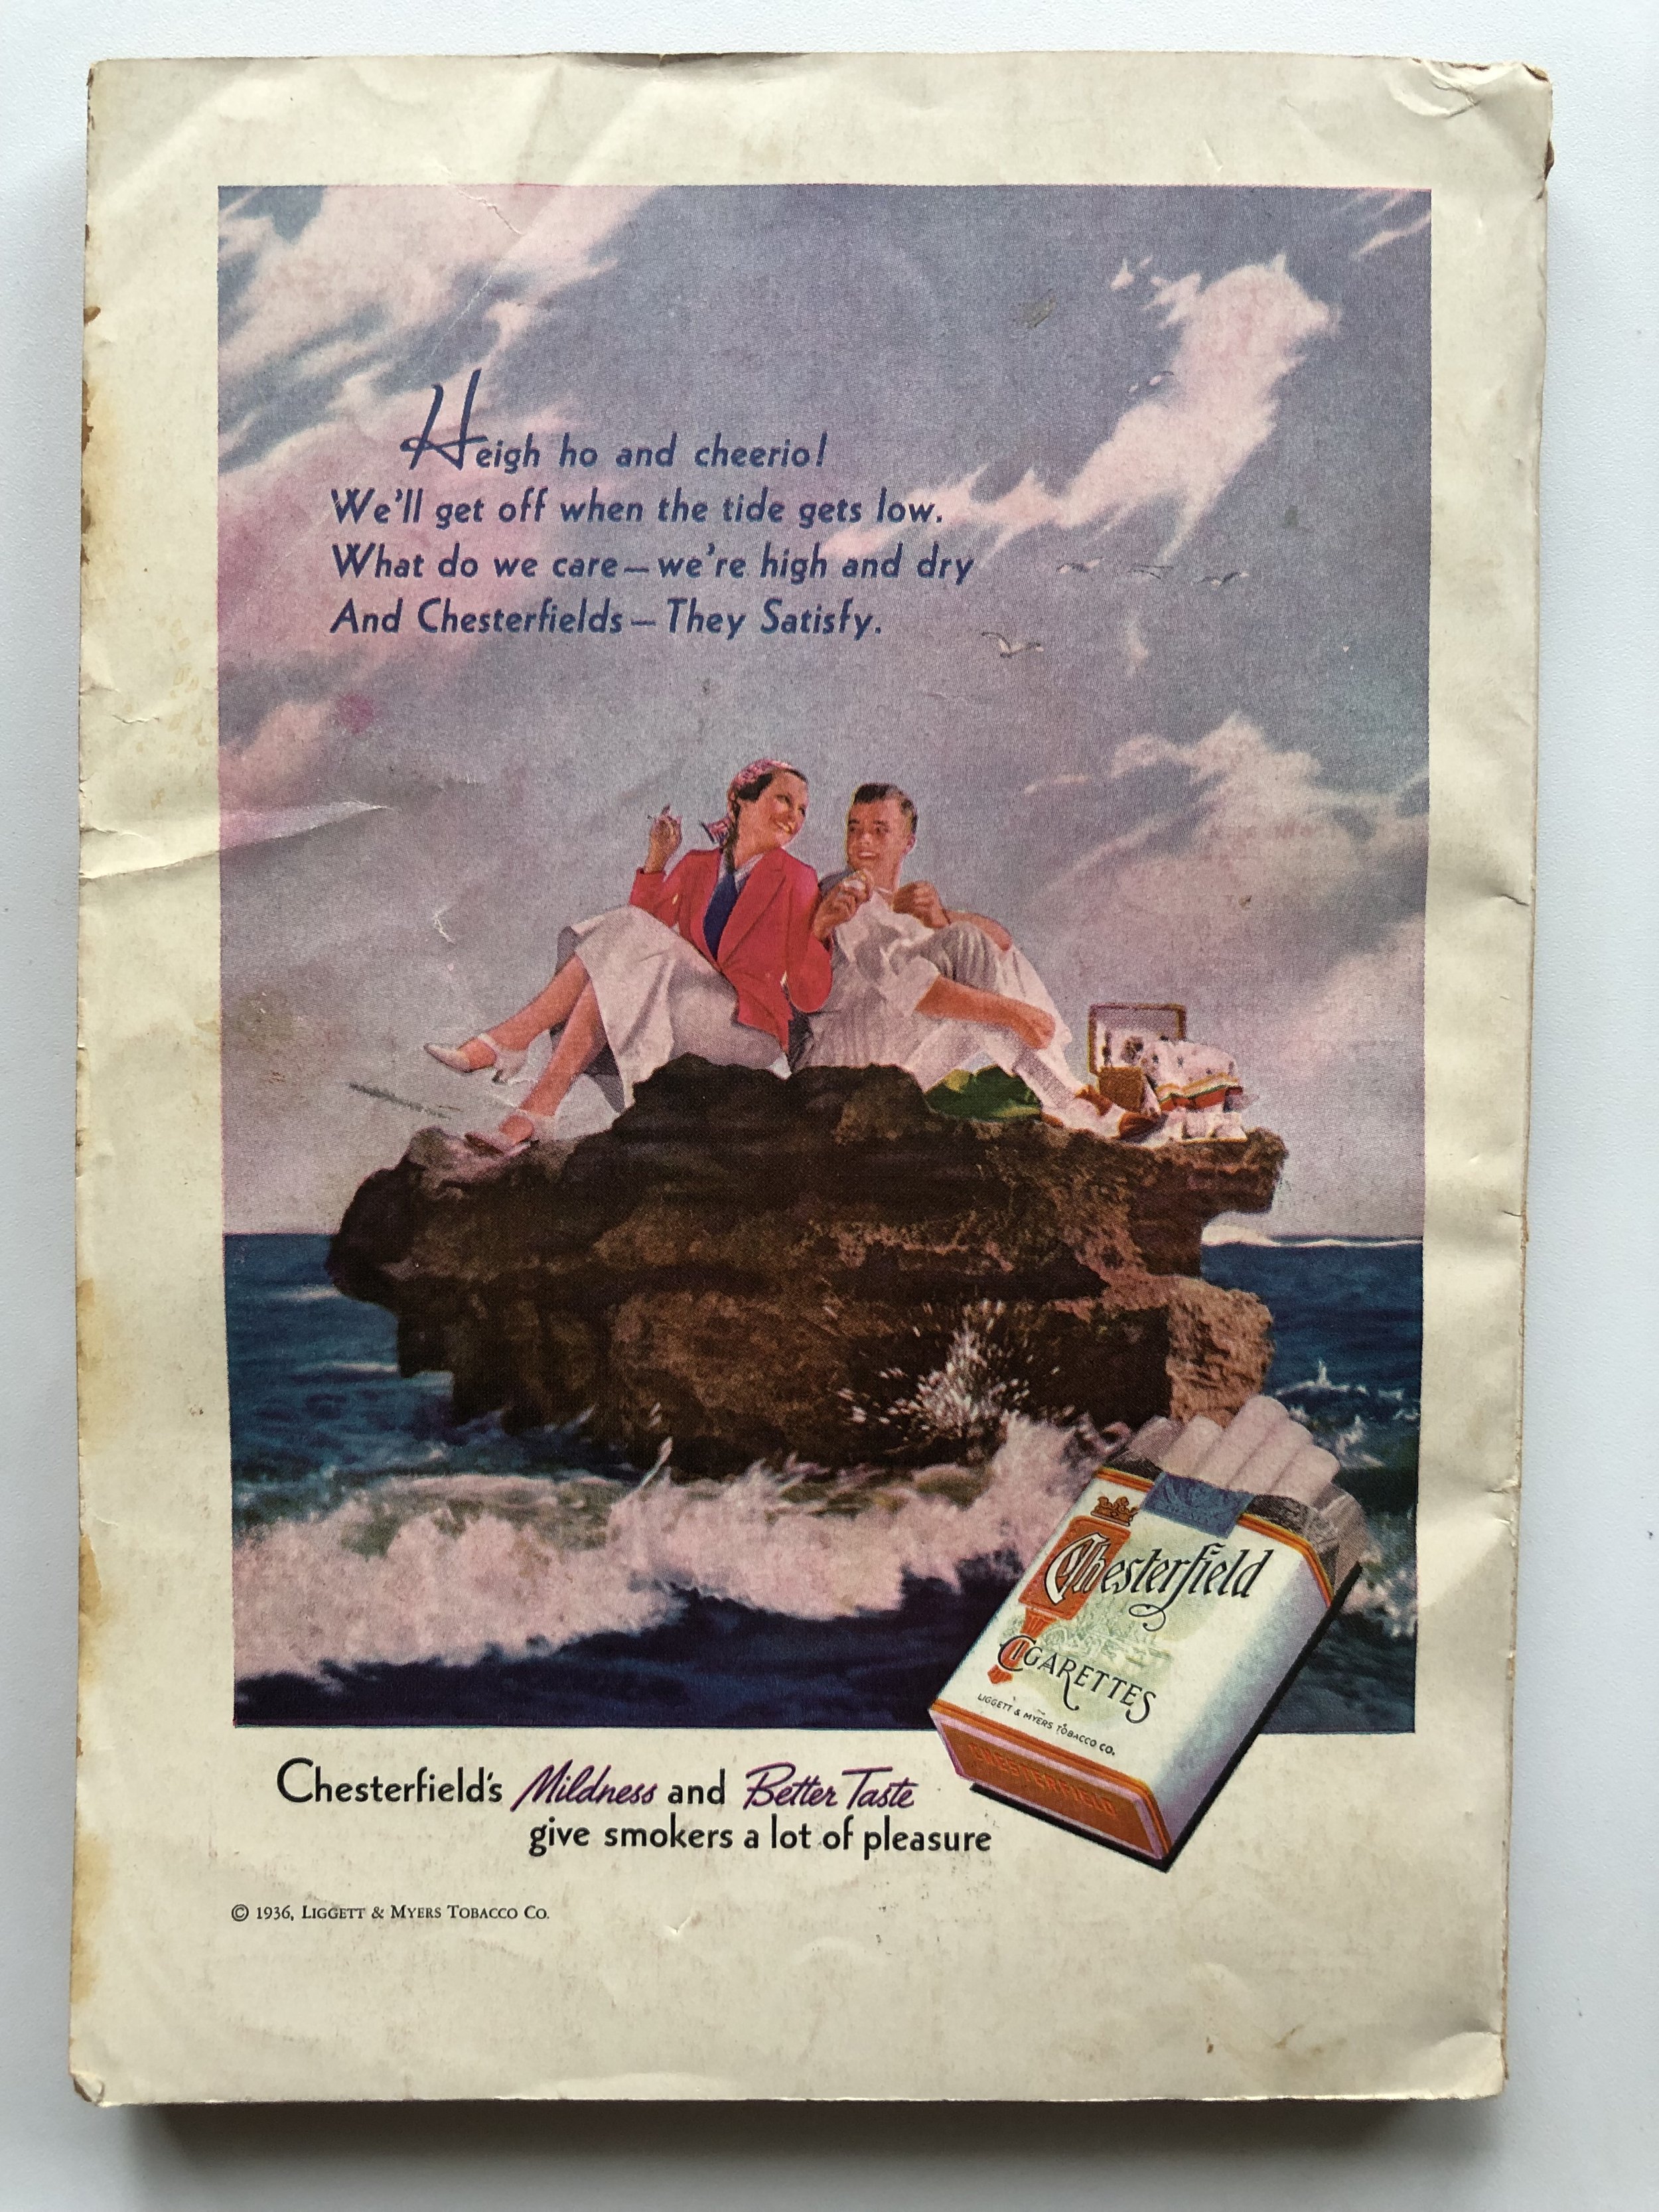 Heigh ho and cheerio!
We'll get off when the tide gets low.
What do we care—we're high and dry
And Chesterfields—They Satisfy.
Chesterfield
CIGARETTES
LIGGETT & MYERS TOBACCO CO.
CHESTERFIELD
Chesterfield's Mildness and Better Taste
give smokers a lot of pleasure
© 1936, LIGGETT & MYERS TOBACCO CO.